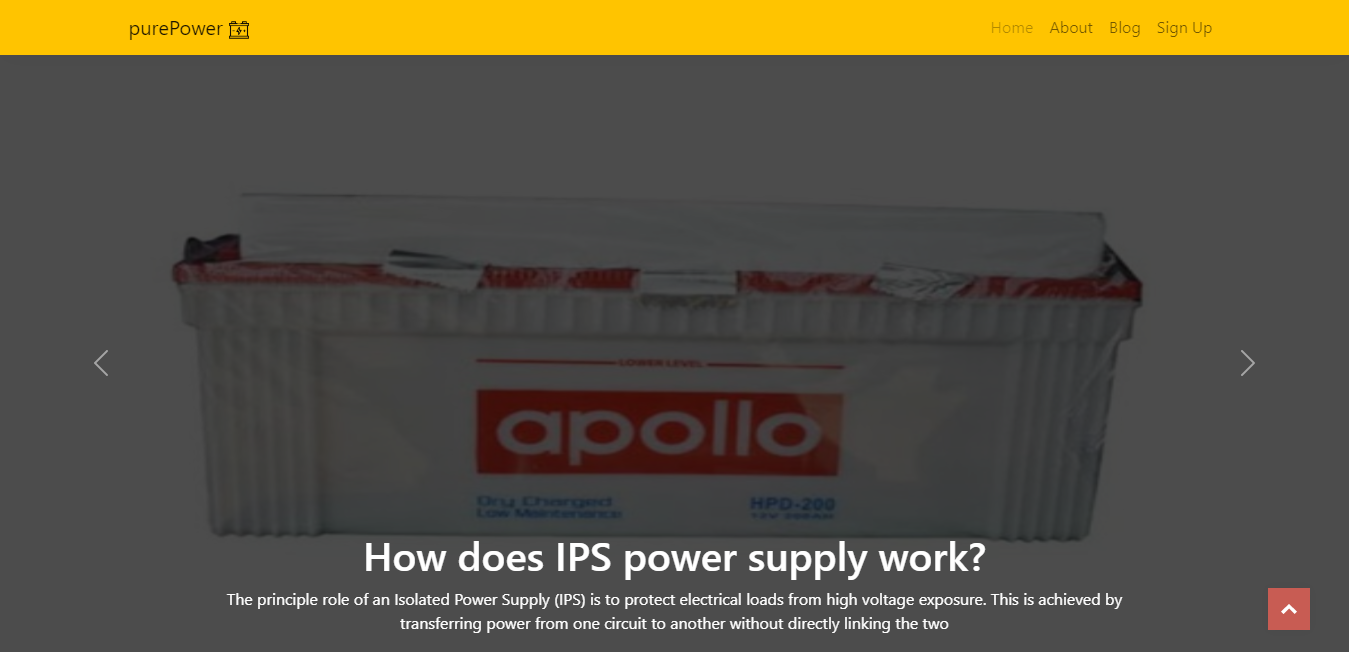 purePower
Home About Blog Sign Up
LOWER LEVEL
apollo
Dry Charged HPD-200
Low Maintenance 12V 200AH
How does IPS power supply work?
The principle role of an Isolated Power Supply (IPS) is to protect electrical loads from high voltage exposure. This is achieved by
transferring power from one circuit to another without directly linking the two